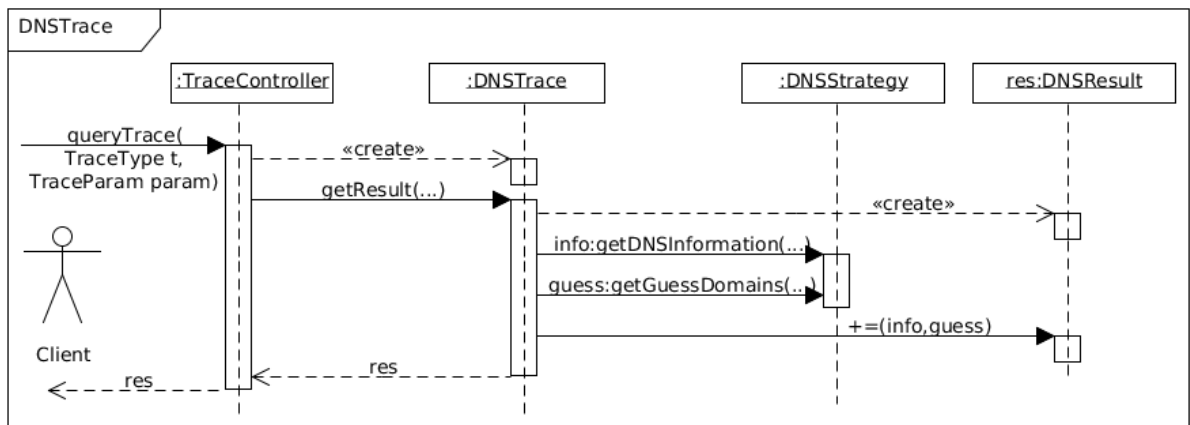 DNSTrace
:TraceController
:DNSTrace
:DNSStrategy
res:DNSResult
queryTrace(
TraceType t,
TraceParam param)
«create»
getResult(...)
«create»
info:getDNSInformation(...)
guess:getGuessDomains(...)
+=(info,guess)
Client
res
res